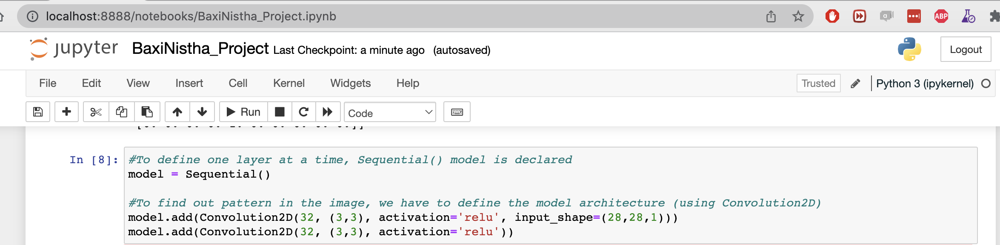 localhost:8888/notebooks/BaxiNistha_Project.ipynb
ABP
jupyter BaxiNistha_Project Last Checkpoint: a minute ago (autosaved)
Logout
File Edit View Insert Cell Kernel Widgets Help
Trusted
Python 3 (ipykernel)
Run
Code
In [8]:
#To define one layer at a time, Sequential() model is declared
model = Sequential()
#To find out pattern in the image, we have to define the model architecture (using Convolution2D)
model.add(Convolution2D(32, (3,3), activation='relu', input_shape=(28,28,1)))
model.add(Convolution2D(32, (3,3), activation='relu'))